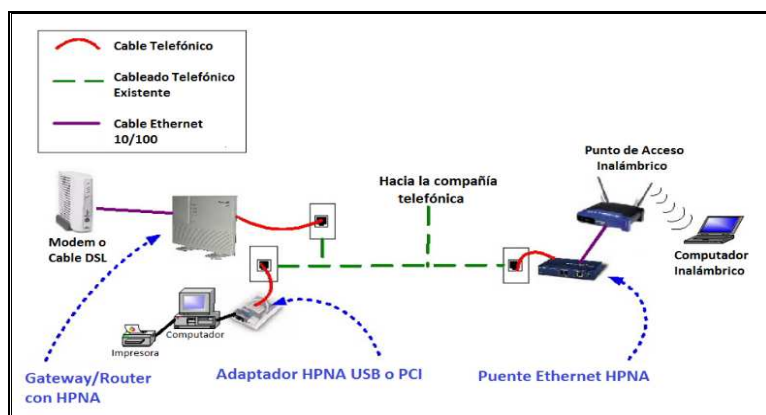 Cable Telefónico
Cableado Telefónico
Existente
Cable Ethernet
10/100
Punto de Acceso
Inalámbrico
Hacia la compañía
telefónica
Modem o
Cable DSL
Computador
Inalámbrico
Computador
Impresora
Gateway/Router
con HPNA
Adaptador HPNA USB o PCI
Puente Ethernet HPNA